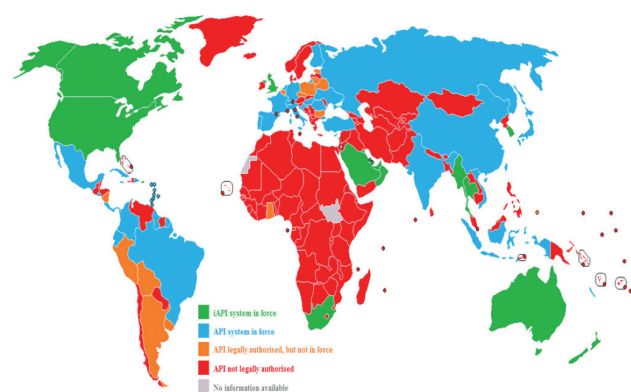 iAPI system in force
API system in force
API legally authorised, but not in force
API not legally authorised
No information available